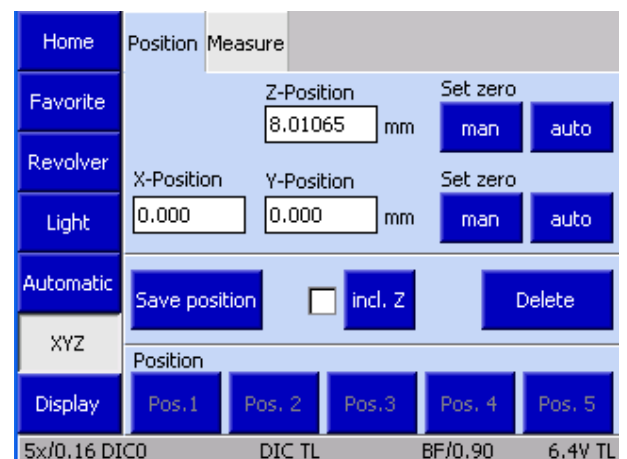 Home
Favorite
Revolver
Light
Automatic
XYZ
Display
Position Measure
Z-Position Set zero
8.01065 mm man auto
X-Position Y-Position Set zero
0.000 0.000 mm man auto
Save position incl. Z Delete
Position
Pos.1 Pos. 2 Pos.3 Pos. 4 Pos. 5
5x/0.16 DIC0 DIC TL BF/0.90 6.4V TL